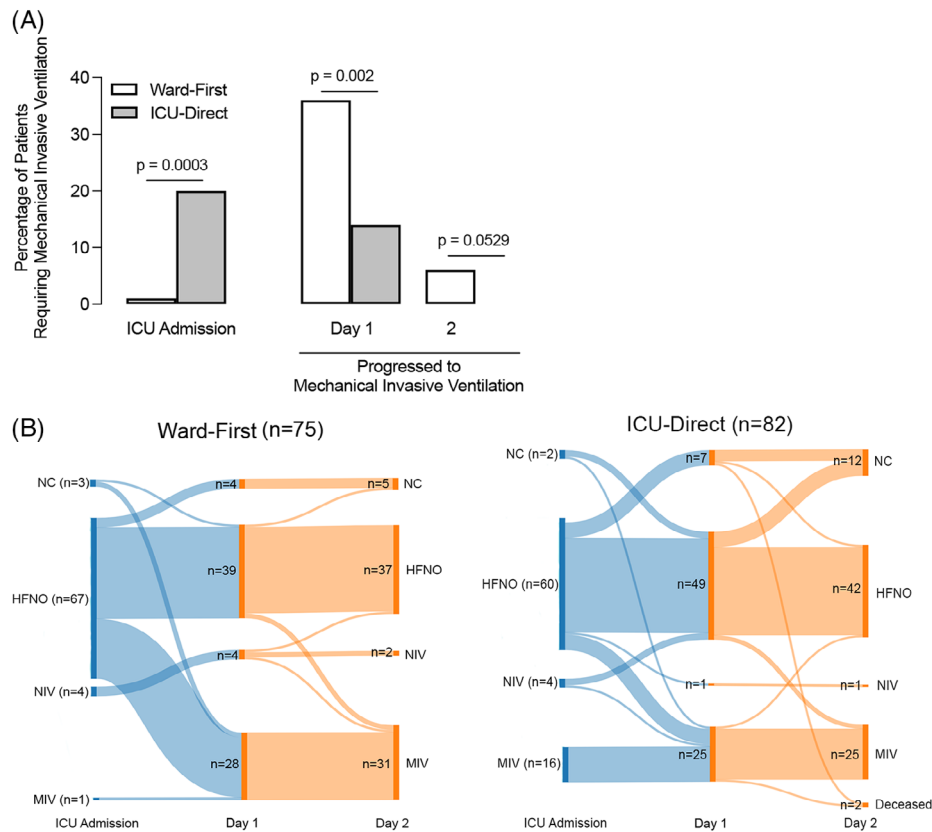 (A)
Percentage of Patients
Requiring Mechanical Invasive Ventilaton
40
30
20
10
0
Ward-First
ICU-Direct
p = 0.0003
p = 0.002
p = 0.0529
ICU Admission
Day 1
2
Progressed to
Mechanical Invasive Ventilation
(B)
Ward-First (n=75)
NC (n=3)
HFNO (n=67)
NIV (n=4)
MIV (n=1)
n=4
n=39
n=4
n=28
n=5
NC
n=37
HFNO
n=2
NIV
n=31
MIV
ICU Admission
Day 1
Day 2
ICU-Direct (n=82)
NC (n=2)
HFNO (n=60)
NIV (n=4)
MIV (n=16)
n=7
n=49
n=1
n=25
n=12
NC
n=42
HFNO
n=1
NIV
n=25
MIV
n=2
Deceased
ICU Admission
Day 1
Day 2